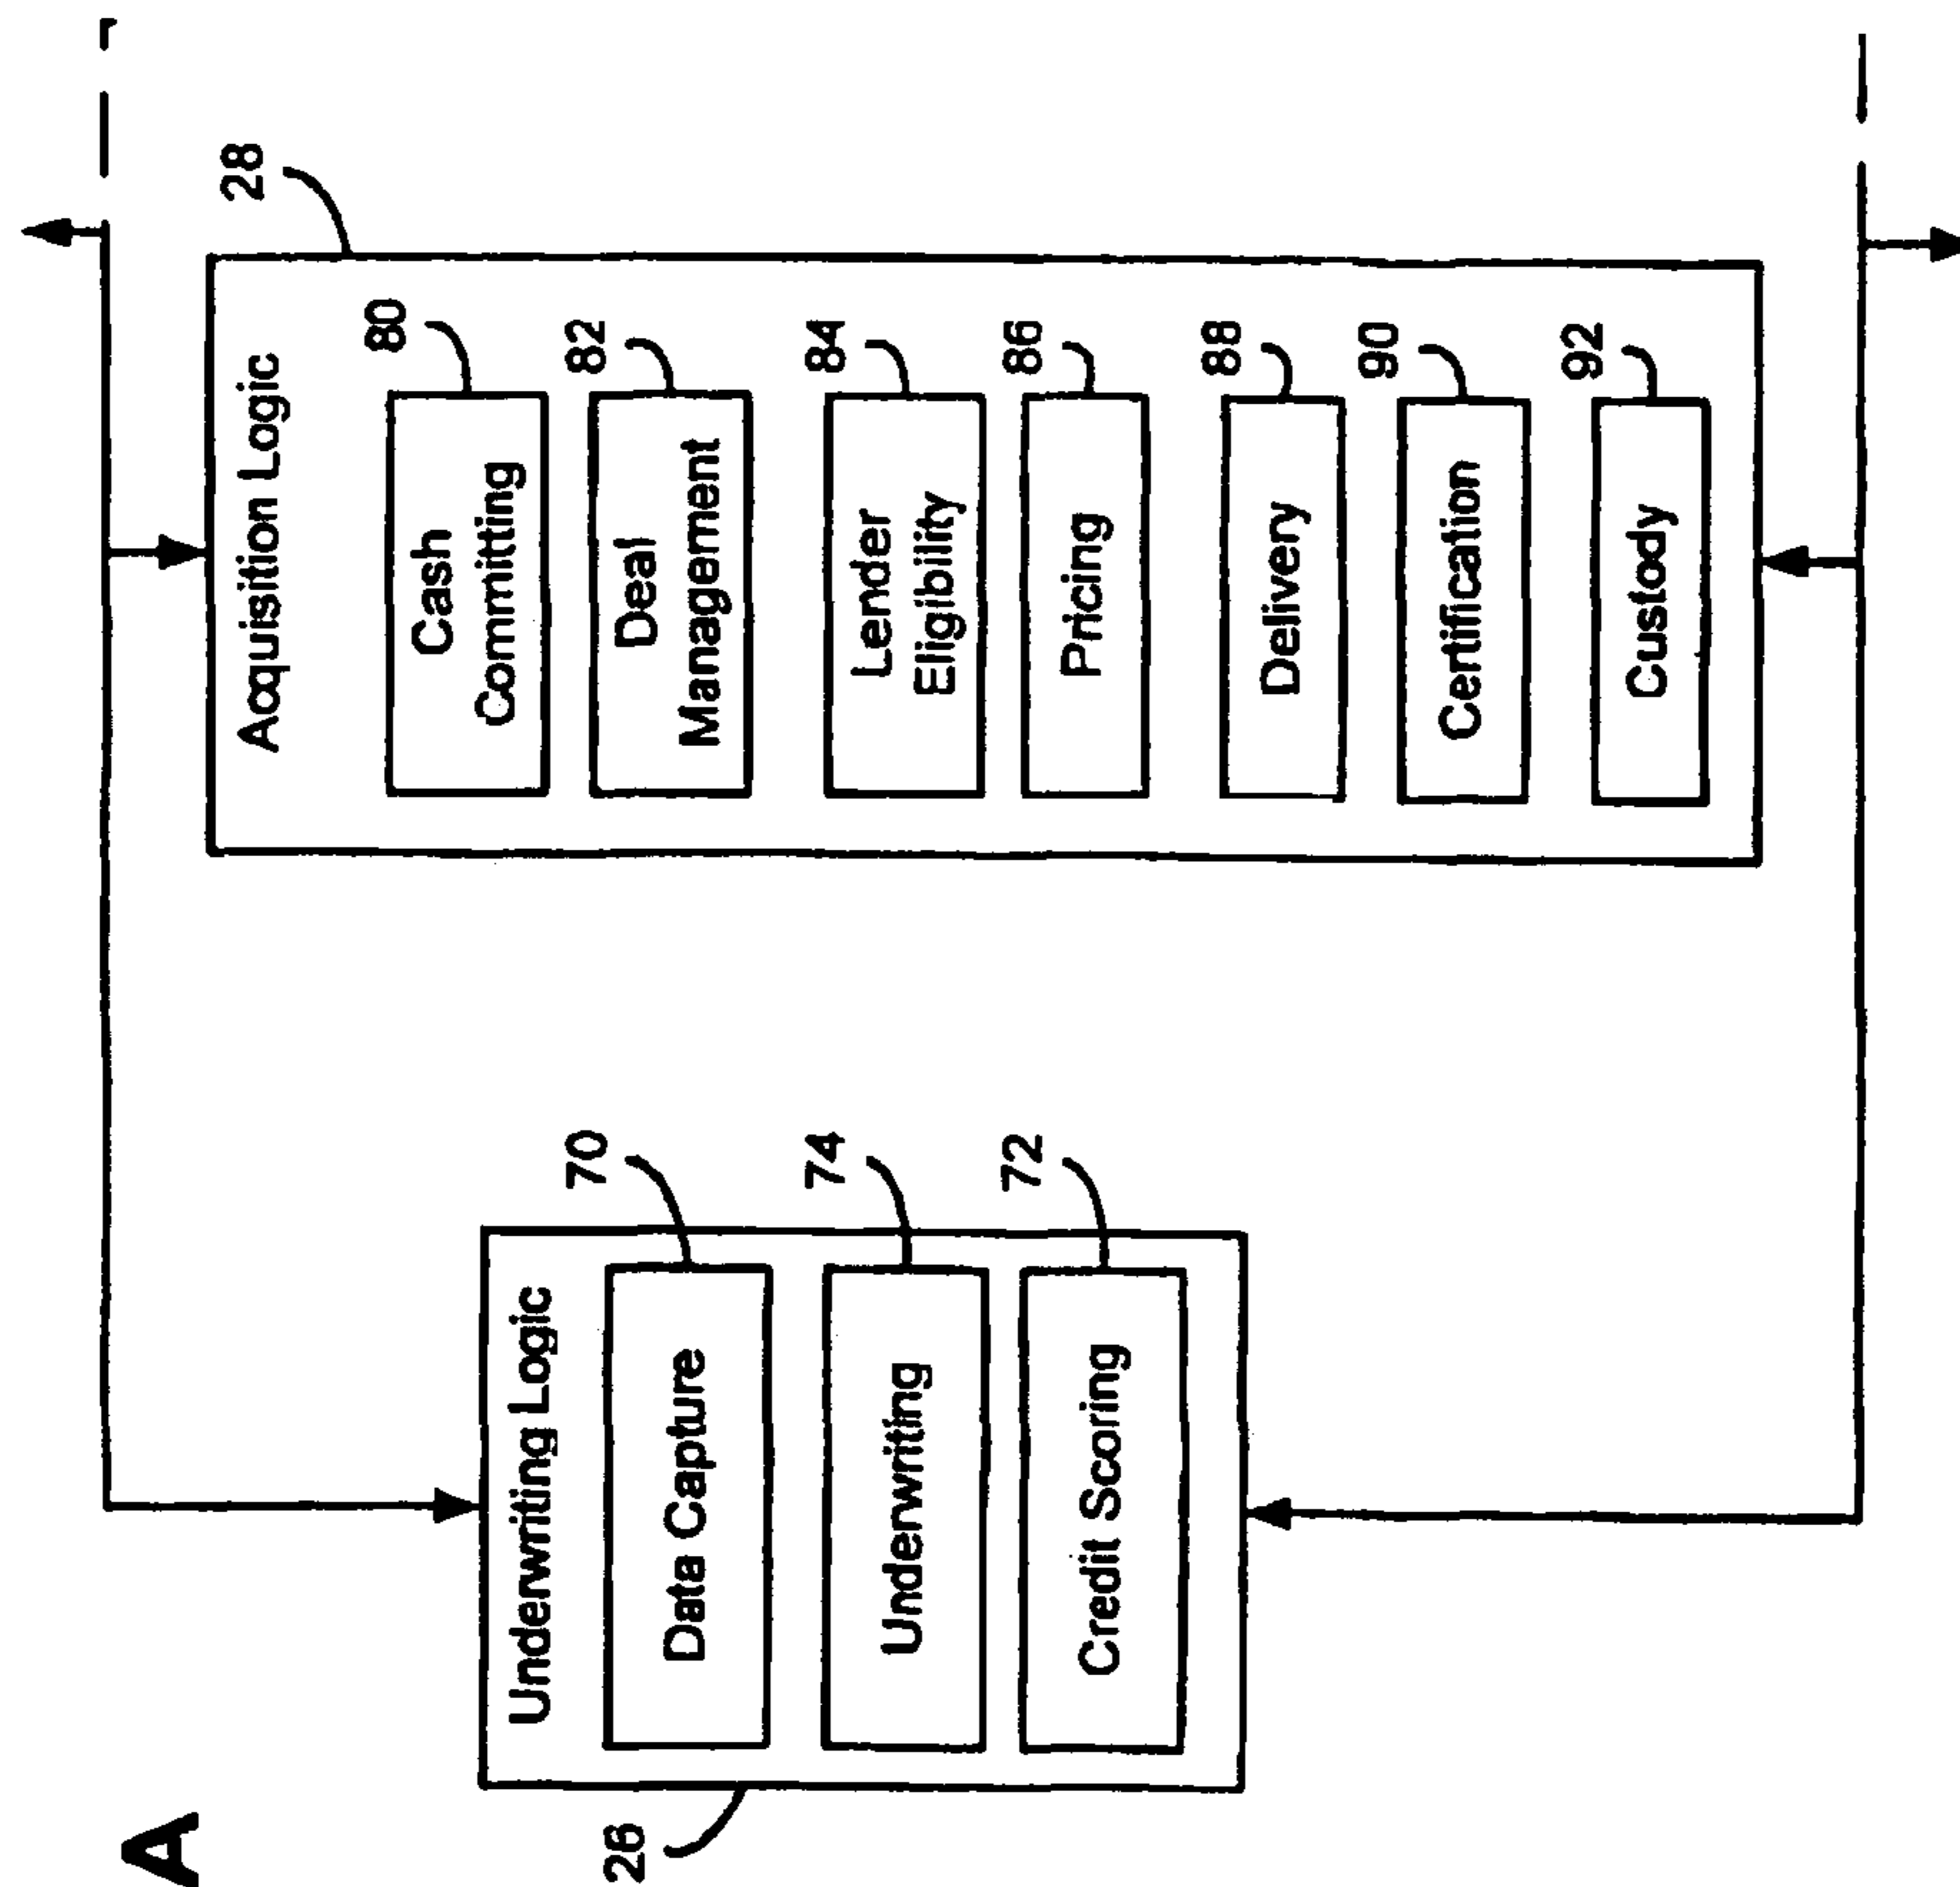 A
26
Underwriting Logic
Data Capture
70
Underwriting
74
Credit Scoring
72
28
Acquisition Logic
Cash
Committing
80
Deal
Management
82
Lender
Eligibility
84
Pricing
86
Delivery
88
Certification
90
Custody
92